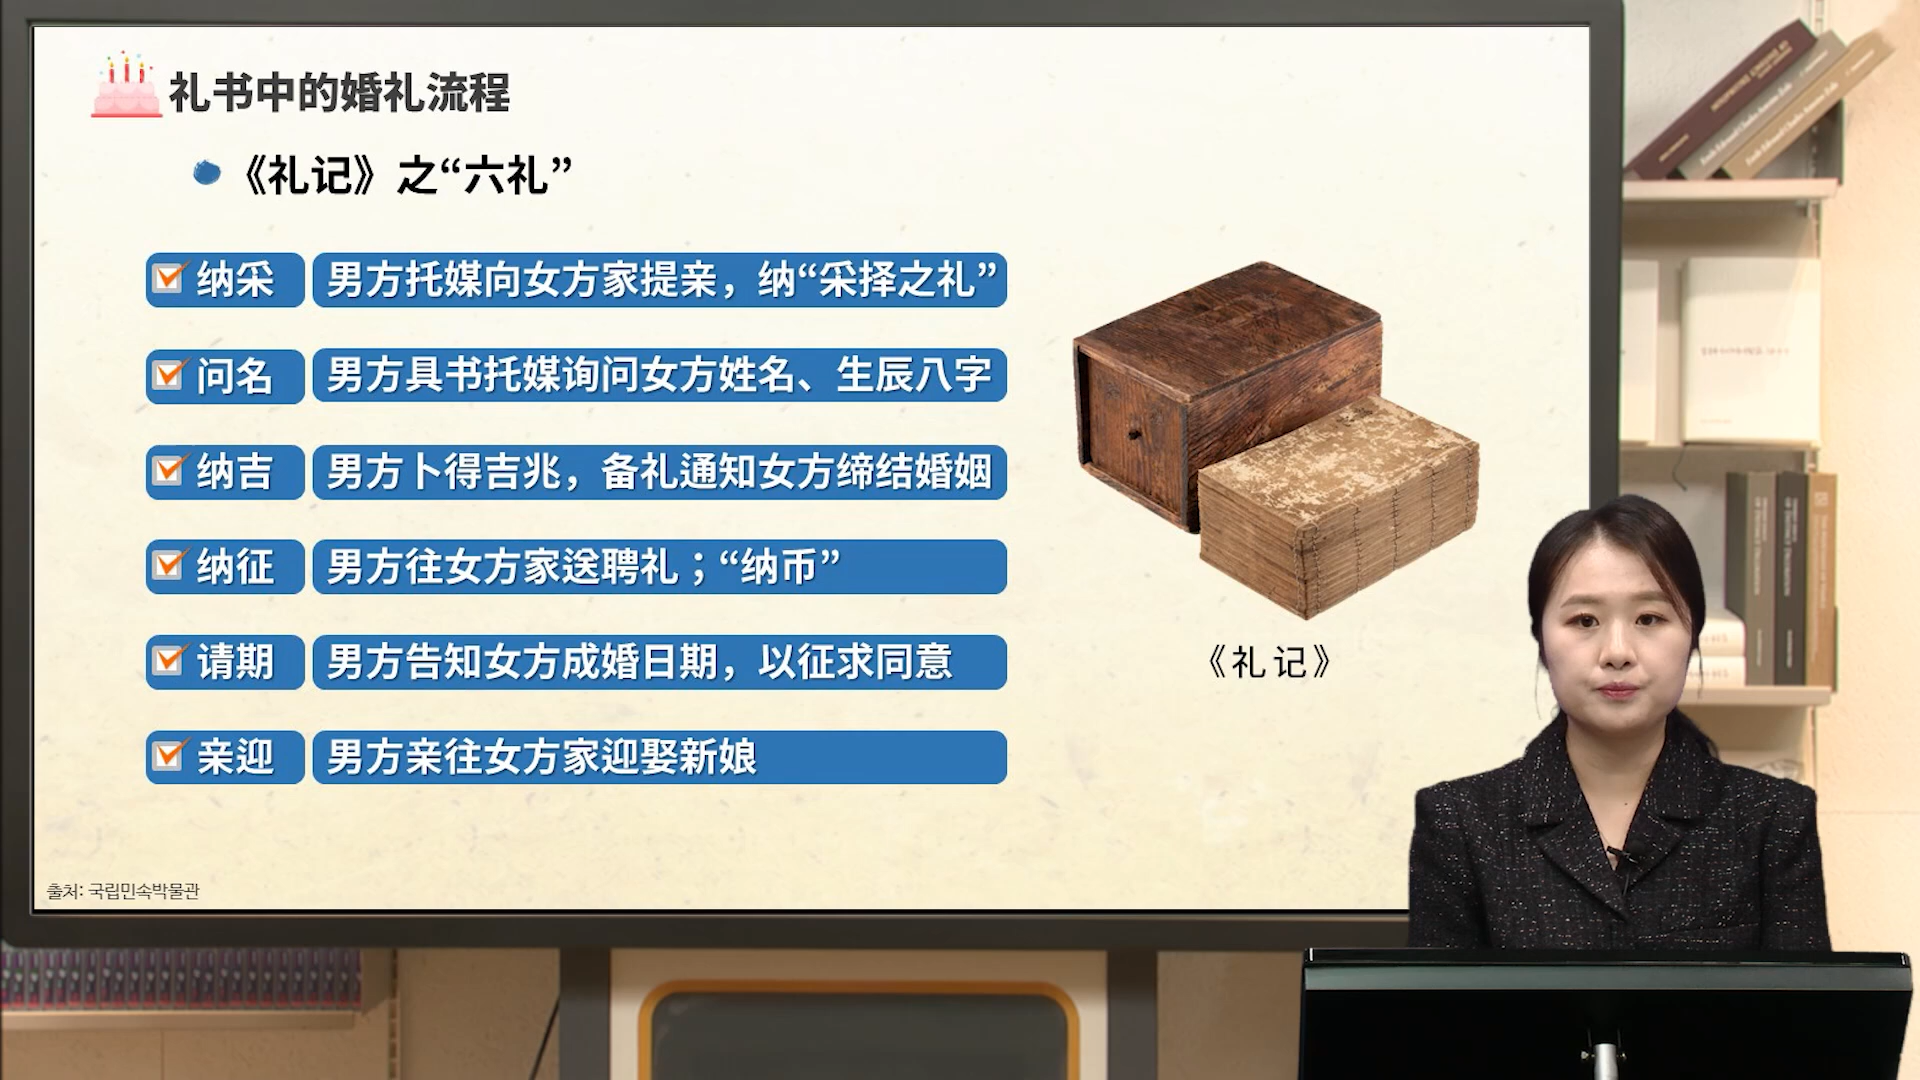 礼书中的婚礼流程
《礼记》之“六礼”
纳采 男方托媒向女方家提亲，纳“采择之礼”
问名 男方具书托媒询问女方姓名、生辰八字
纳吉 男方卜得吉兆，备礼通知女方缔结婚姻
纳征 男方往女方家送聘礼；“纳币”
请期 男方告知女方成婚日期，以征求同意
亲迎 男方亲往女方家迎娶新娘
《礼记》
출처: 국립민속박물관